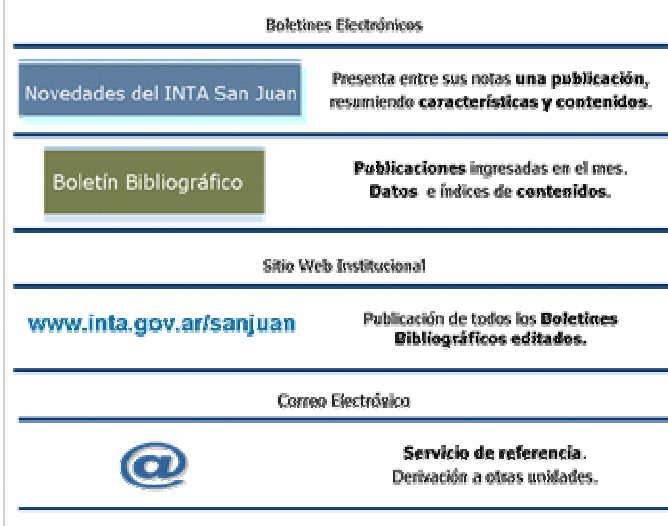 Boletines Electrónicos
Novedades del INTA San Juan
Presenta entre sus notas una publicación,
resumiendo características y contenidos.
Boletín Bibliográfico
Publicaciones ingresadas en el mes.
Datos e índices de contenidos.
Sitio Web Institucional
www.inta.gov.ar/sanjuan
Publicación de todos los Boletines
Bibliográficos editados.
Correo Electrónico
@
Servicio de referencia.
Derivación a otras unidades.